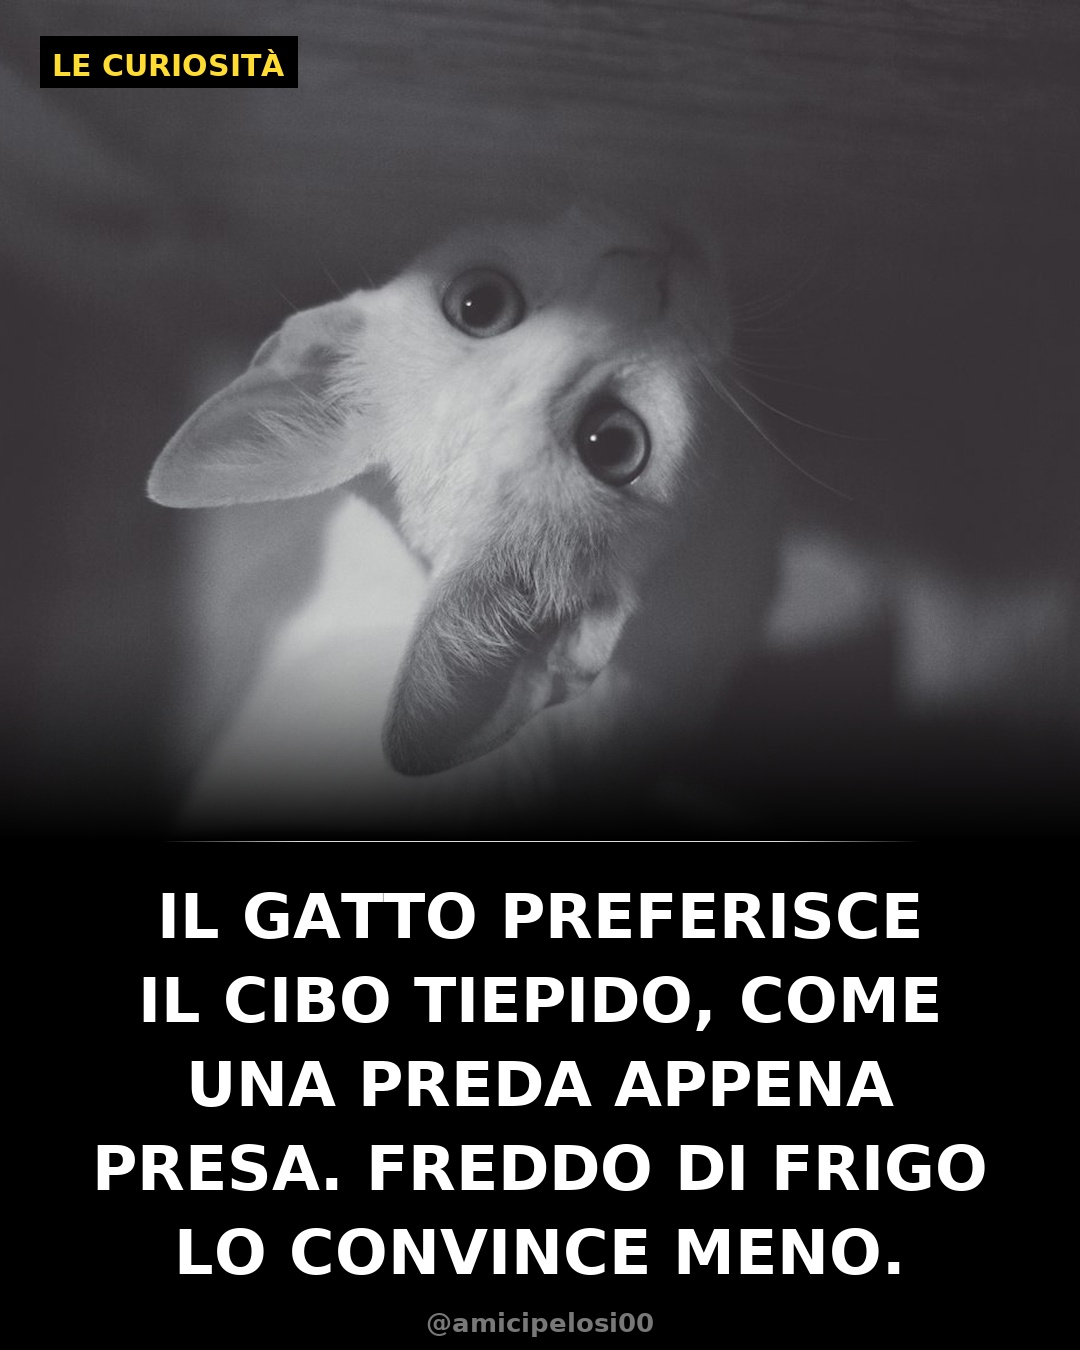 LE CURIOSITÀ
IL GATTO PREFERISCE
IL CIBO TIEPIDO, COME
UNA PREDA APPENA
PRESA. FREDDO DI FRIGO
LO CONVINCE MENO.
@amicipelosi00